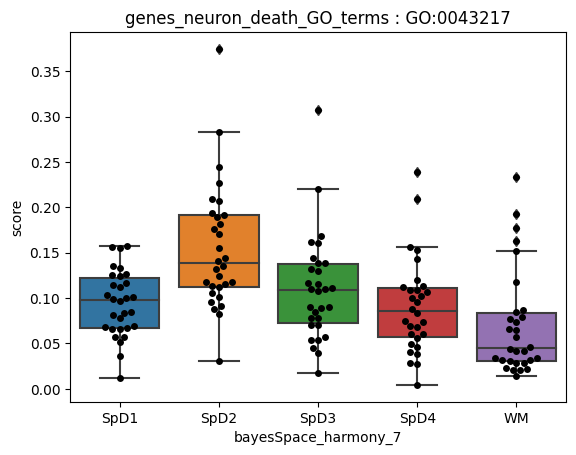 genes_neuron_death_GO_terms : GO:0043217
0.35
0.30
0.25
0.20
0.15
0.10
0.05
0.00
score
SpD1 SpD2 SpD3 SpD4 WM
bayesSpace_harmony_7